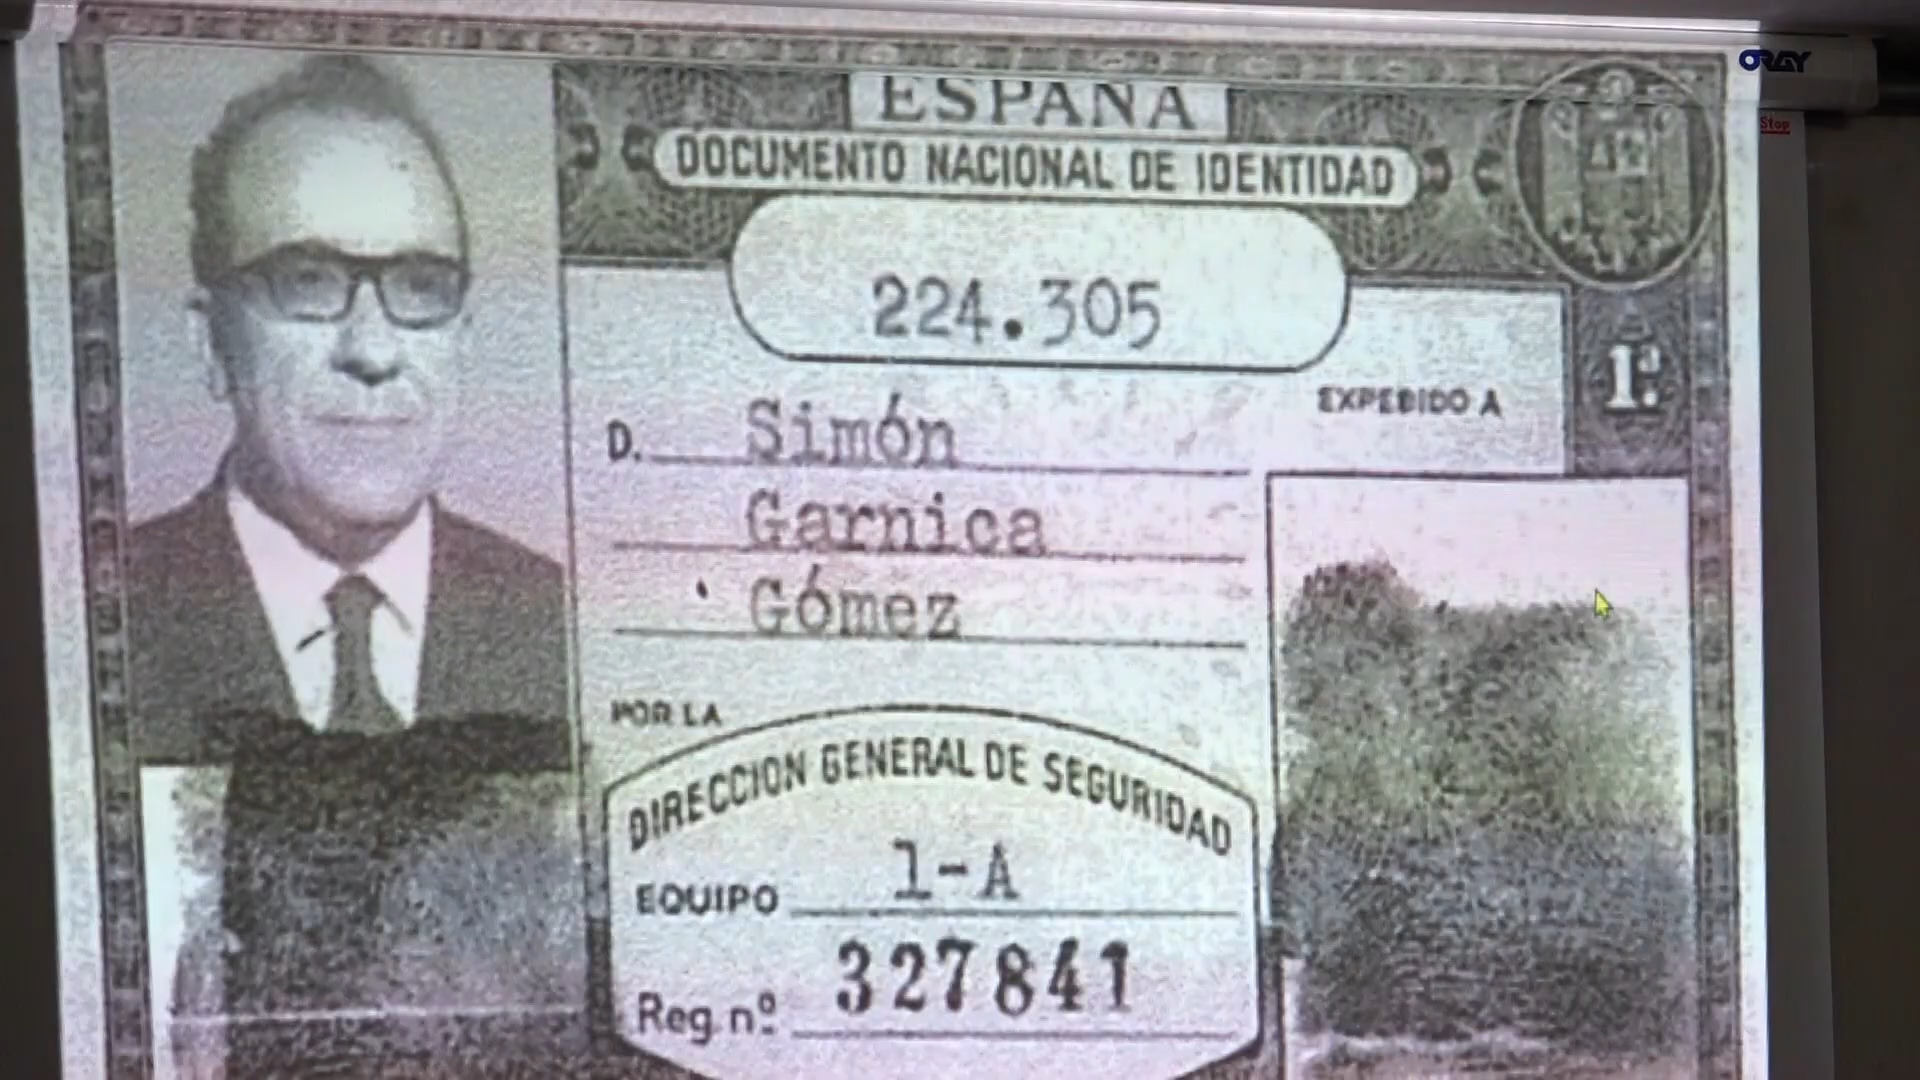 ORAY
Stop
ESPAÑA
DOCUMENTO NACIONAL DE IDENTIDAD
224.305
1ª
EXPEDIDO A
D. Simón
Garnica
Gómez
POR LA
DIRECCION GENERAL DE SEGURIDAD
EQUIPO 1-A
Reg. nº 327841